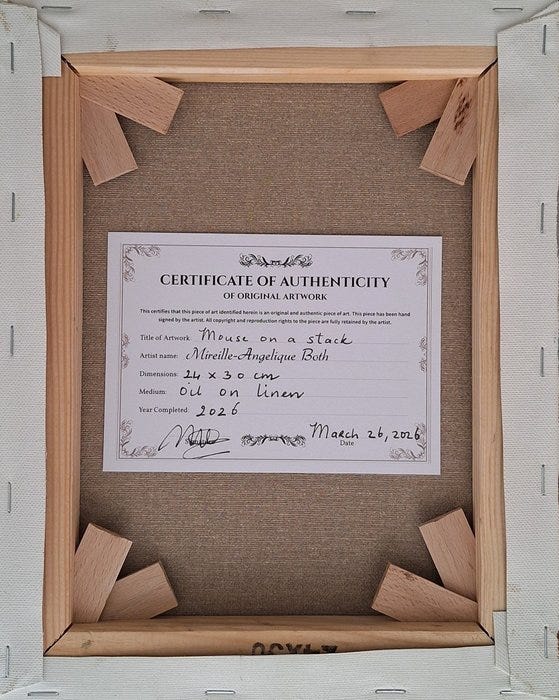 CERTIFICATE OF AUTHENTICITY
OF ORIGINAL ARTWORK
This certifies that this piece of art identified herein is an original and authentic piece of art. This piece has been hand
signed by the artist. All copyright and reproduction rights to the piece are fully retained by the artist.
Title of Artwork: Mouse on a stack
Artist name: Mireille-Angelique Both
Dimensions: 24 x 30 cm
Medium: oil on linen
Year Completed: 2026
March 26, 2026
Date